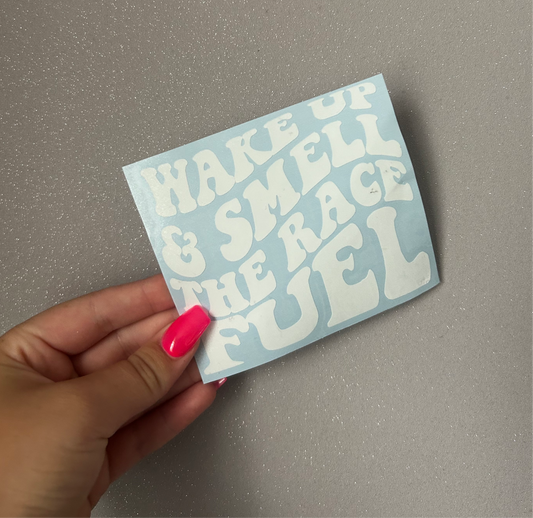 WAKE UP
& SMELL
THE RACE
FUEL